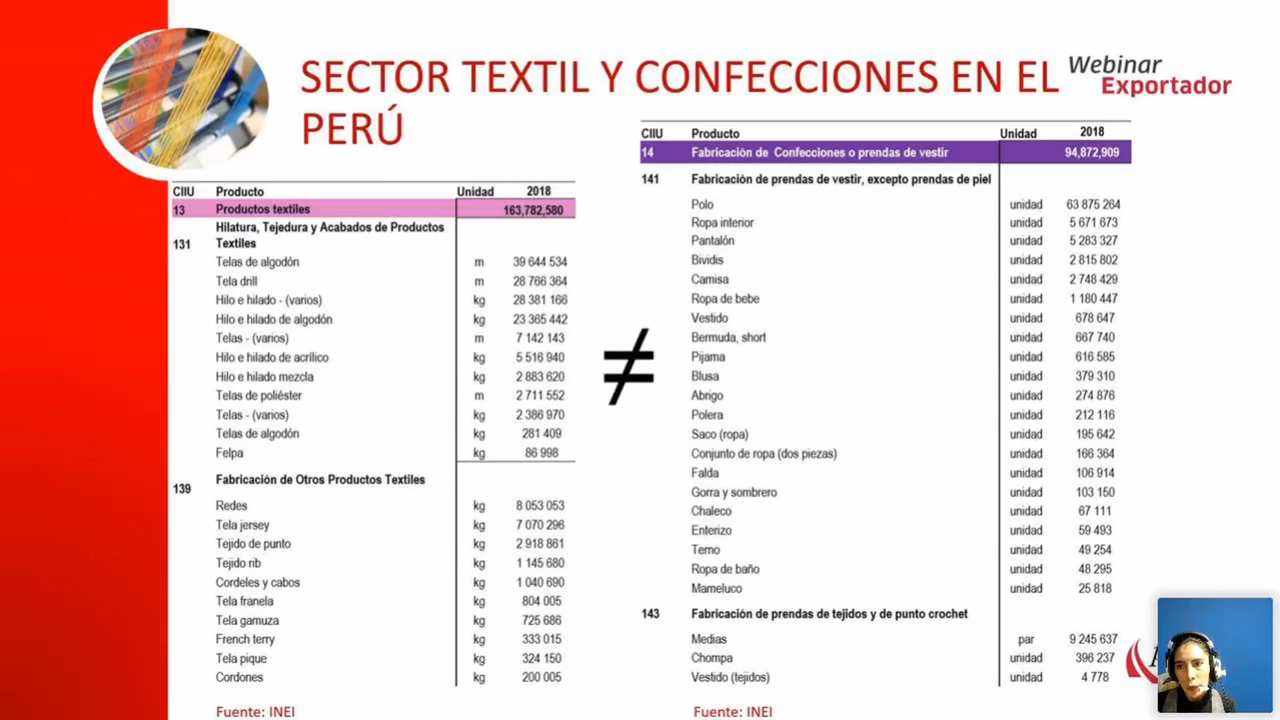 SECTOR TEXTIL Y CONFECCIONES EN EL
PERÚ
Webinar
Exportador
CIIU Producto Unidad 2018
13 Productos textiles 163,782,580
Hilatura, Tejedura y Acabados de Productos
131 Textiles
Telas de algodón m 39 644 534
Tela drill m 28 766 364
Hilo e hilado - (varios) kg 28 381 166
Hilo e hilado de algodón kg 23 365 442
Telas - (varios) m 7 142 143
Hilo e hilado de acrílico kg 5 516 940
Hilo e hilado mezcla kg 2 883 620
Telas de poliéster m 2 711 552
Telas - (varios) kg 2 386 970
Telas de algodón kg 281 409
Felpa kg 86 998
139 Fabricación de Otros Productos Textiles
Redes kg 8 053 053
Tela jersey kg 7 070 296
Tejido de punto kg 2 918 861
Tejido rib kg 1 145 680
Cordeles y cabos kg 1 040 690
Tela franela kg 804 005
Tela gamuza kg 725 686
French terry kg 333 015
Tela pique kg 324 150
Cordones kg 200 005
Fuente: INEI
≠
CIIU Producto Unidad 2018
14 Fabricación de Confecciones o prendas de vestir 94,872,909
141 Fabricación de prendas de vestir, excepto prendas de piel
Polo unidad 63 875 264
Ropa interior unidad 5 671 673
Pantalón unidad 5 283 327
Bividis unidad 2 815 802
Camisa unidad 2 748 429
Ropa de bebe unidad 1 180 447
Vestido unidad 678 647
Bermuda, short unidad 667 740
Pijama unidad 616 585
Blusa unidad 379 310
Abrigo unidad 274 876
Polera unidad 212 116
Saco (ropa) unidad 195 642
Conjunto de ropa (dos piezas) unidad 166 364
Falda unidad 106 914
Gorra y sombrero unidad 103 150
Chaleco unidad 67 111
Enterizo unidad 59 493
Terno unidad 49 254
Ropa de baño unidad 48 295
Mameluco unidad 25 818
143 Fabricación de prendas de tejidos y de punto crochet
Medias par 9 245 637
Chompa unidad 396 237
Vestido (tejidos) unidad 4 778
Fuente: INEI